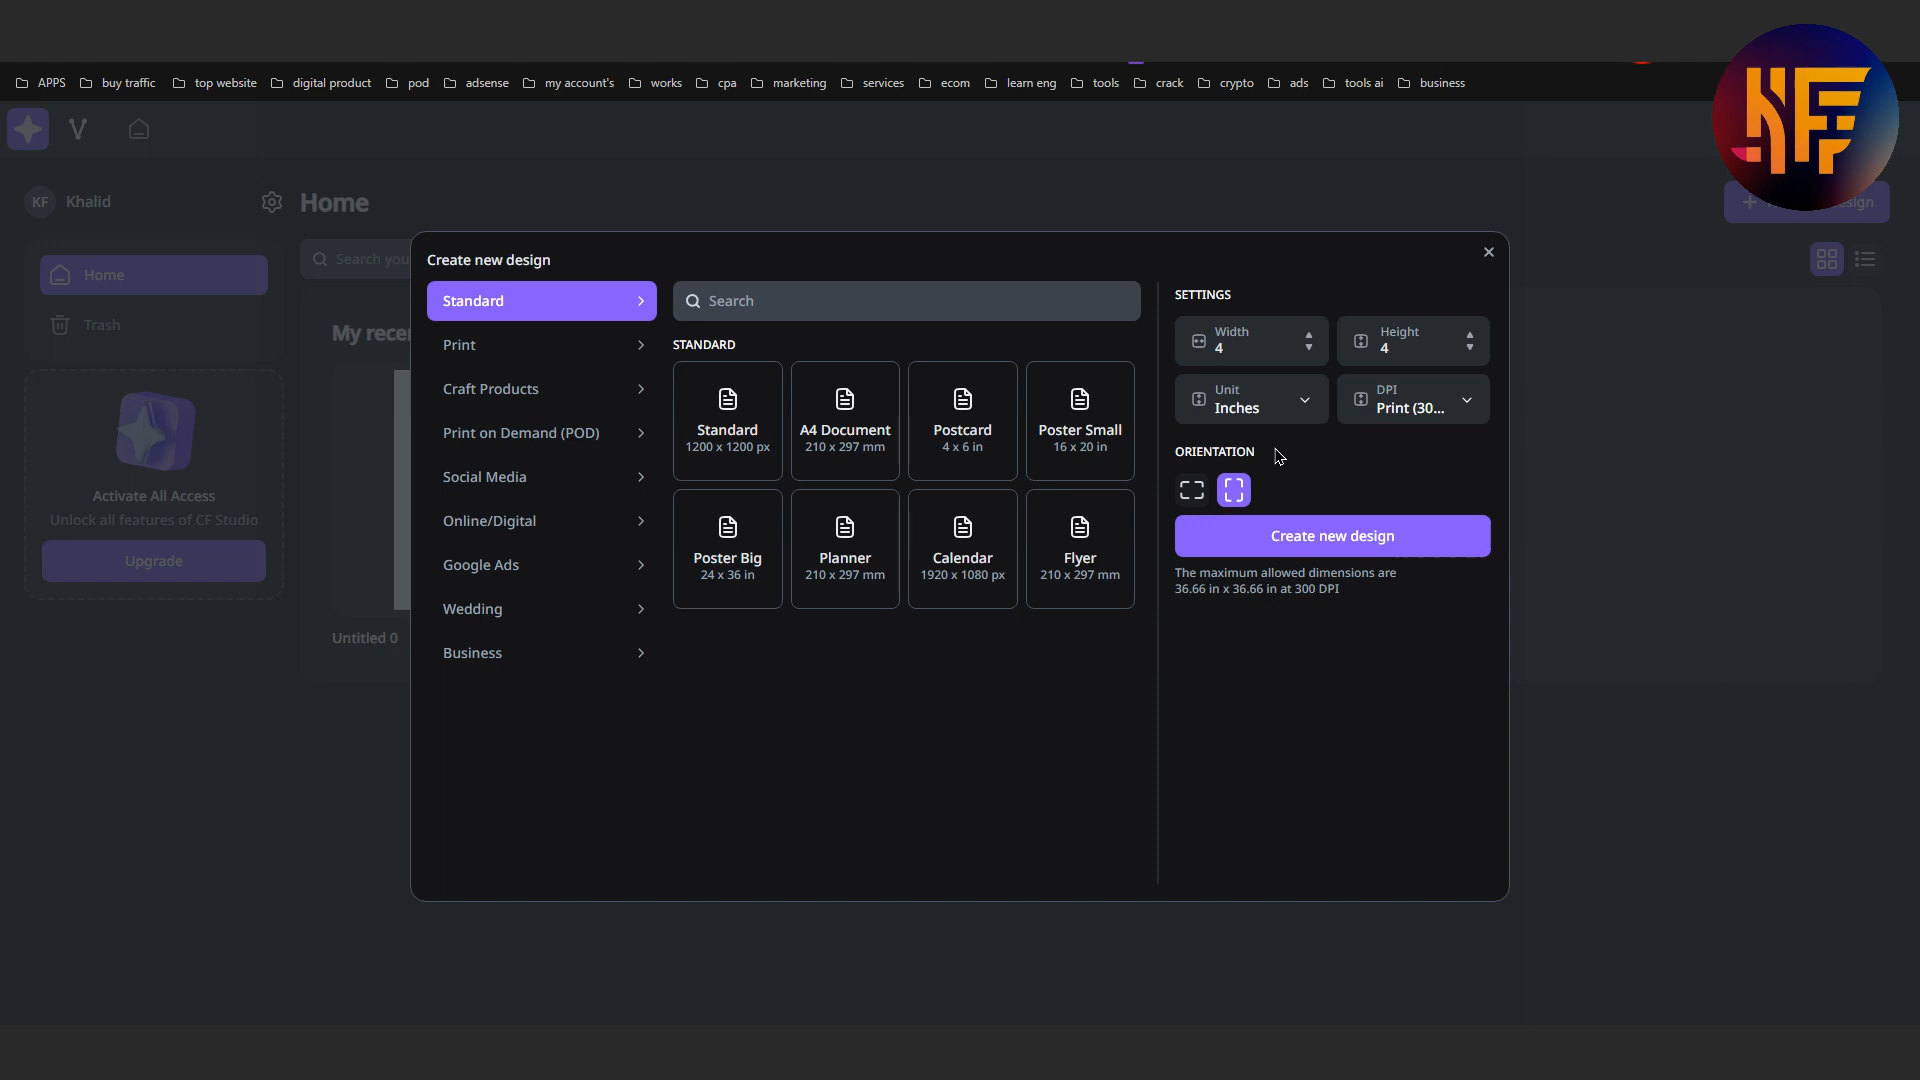 APPS buy traffic top website digital product pod adsense my account's works cpa marketing services ecom learn eng tools crack crypto ads tools ai business
KF
V
KF Khalid
Home
Home
Trash
Search you
My recer
Activate All Access
Unlock all features of CF Studio
Upgrade
Untitled 0
Create new design
Standard
Print
Craft Products
Print on Demand (POD)
Social Media
Online/Digital
Google Ads
Wedding
Business
Search
STANDARD
Standard
1200 x 1200 px
A4 Document
210 x 297 mm
Postcard
4 x 6 in
Poster Small
16 x 20 in
Poster Big
24 x 36 in
Planner
210 x 297 mm
Calendar
1920 x 1080 px
Flyer
210 x 297 mm
SETTINGS
Width
4
Height
4
Unit
Inches
DPI
Print (30...
ORIENTATION
Create new design
The maximum allowed dimensions are
36.66 in x 36.66 in at 300 DPI